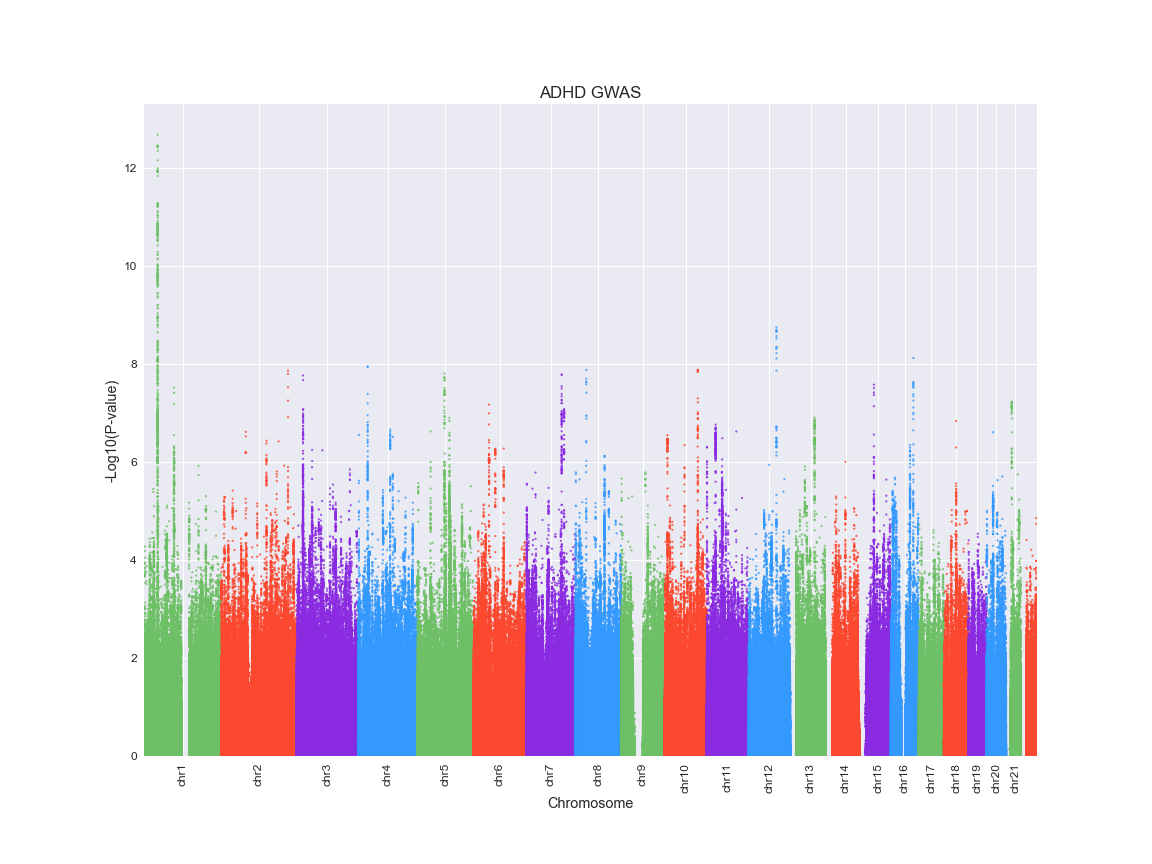 ADHD GWAS
-Log10(P-value)
12
10
8
6
4
2
0
chr1 chr2 chr3 chr4 chr5 chr6 chr7 chr8 chr9 chr10 chr11 chr12 chr13 chr14 chr15 chr16 chr17 chr18 chr19 chr20 chr21
Chromosome